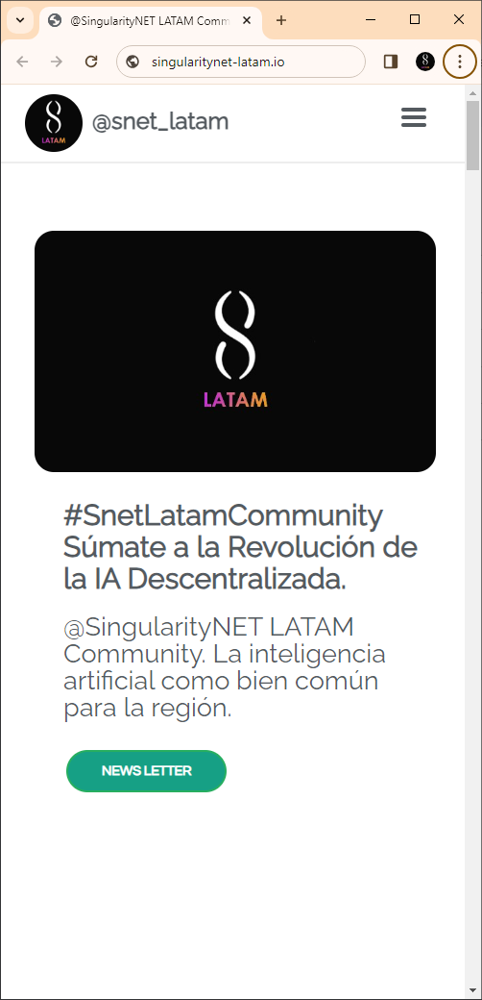 @SingularityNET LATAM Comm
singularitynet-latam.io
LATAM
@snet_latam
LATAM
#SnetLatamCommunity
Súmate a la Revolución de
la IA Descentralizada.
@SingularityNET LATAM
Community. La inteligencia
artificial como bien común
para la región.
NEWS LETTER